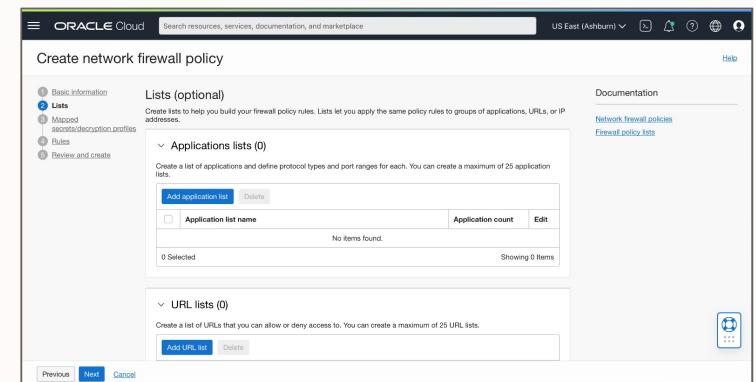 ORACLE Cloud
Search resources, services, documentation, and marketplace
US East (Ashburn)
Create network firewall policy
Help
1 Basic information
2 Lists
3 Mapped
secrets/decryption profiles
4 Rules
5 Review and create
Lists (optional)
Create lists to help you build your firewall policy rules. Lists let you apply the same policy rules to groups of applications, URLs, or IP
addresses.
Applications lists (0)
Create a list of applications and define protocol types and port ranges for each. You can create a maximum of 25 application
lists.
Add application list Delete
Application list name Application count Edit
No items found.
0 Selected Showing 0 Items
URL lists (0)
Create a list of URLs that you can allow or deny access to. You can create a maximum of 25 URL lists.
Add URL list Delete
Documentation
Network firewall policies
Firewall policy lists
Previous Next Cancel